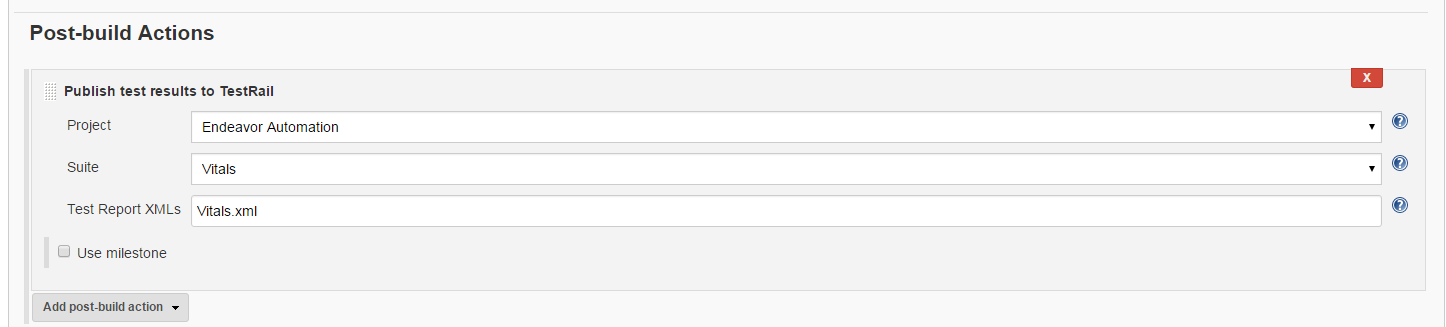 Post-build Actions
X
Publish test results to TestRail
Project Endeavor Automation
Suite Vitals
Test Report XMLs Vitals.xml
Use milestone
Add post-build action